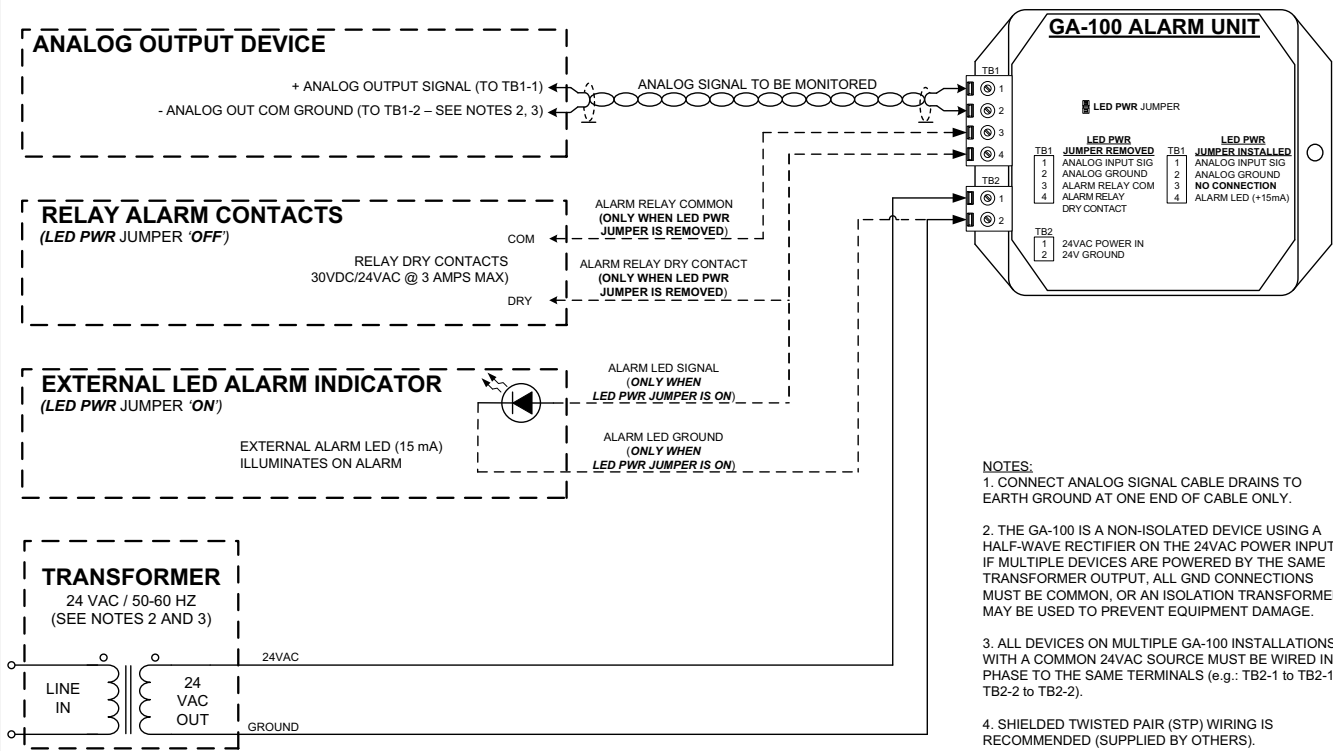 ANALOG OUTPUT DEVICE
+ ANALOG OUTPUT SIGNAL (TO TB1-1)
- ANALOG OUT COM GROUND (TO TB1-2 – SEE NOTES 2, 3)
ANALOG SIGNAL TO BE MONITORED
RELAY ALARM CONTACTS
(LED PWR JUMPER 'OFF')
COM
RELAY DRY CONTACTS
30VDC/24VAC @ 3 AMPS MAX)
DRY
ALARM RELAY COMMON
(ONLY WHEN LED PWR
JUMPER IS REMOVED)
ALARM RELAY DRY CONTACT
(ONLY WHEN LED PWR
JUMPER IS REMOVED)
EXTERNAL LED ALARM INDICATOR
(LED PWR JUMPER 'ON')
EXTERNAL ALARM LED (15 mA)
ILLUMINATES ON ALARM
ALARM LED SIGNAL
(ONLY WHEN
LED PWR JUMPER IS ON)
ALARM LED GROUND
(ONLY WHEN
LED PWR JUMPER IS ON)
TRANSFORMER
24 VAC / 50-60 HZ
(SEE NOTES 2 AND 3)
LINE
IN
24
VAC
OUT
24VAC
GROUND
GA-100 ALARM UNIT
TB1
1
2
3
4
TB2
1
2
LED PWR JUMPER
LED PWR
TB1 JUMPER REMOVED
1 ANALOG INPUT SIG
2 ANALOG GROUND
3 ALARM RELAY COM
4 ALARM RELAY
DRY CONTACT
LED PWR
TB1 JUMPER INSTALLED
1 ANALOG INPUT SIG
2 ANALOG GROUND
3 NO CONNECTION
4 ALARM LED (+15mA)
TB2
1 24VAC POWER IN
2 24V GROUND
NOTES:
1. CONNECT ANALOG SIGNAL CABLE DRAINS TO
EARTH GROUND AT ONE END OF CABLE ONLY.
2. THE GA-100 IS A NON-ISOLATED DEVICE USING A
HALF-WAVE RECTIFIER ON THE 24VAC POWER INPUT
IF MULTIPLE DEVICES ARE POWERED BY THE SAME
TRANSFORMER OUTPUT, ALL GND CONNECTIONS
MUST BE COMMON, OR AN ISOLATION TRANSFORME
MAY BE USED TO PREVENT EQUIPMENT DAMAGE.
3. ALL DEVICES ON MULTIPLE GA-100 INSTALLATIONS
WITH A COMMON 24VAC SOURCE MUST BE WIRED IN
PHASE TO THE SAME TERMINALS (e.g.: TB2-1 to TB2-1
TB2-2 to TB2-2).
4. SHIELDED TWISTED PAIR (STP) WIRING IS
RECOMMENDED (SUPPLIED BY OTHERS).